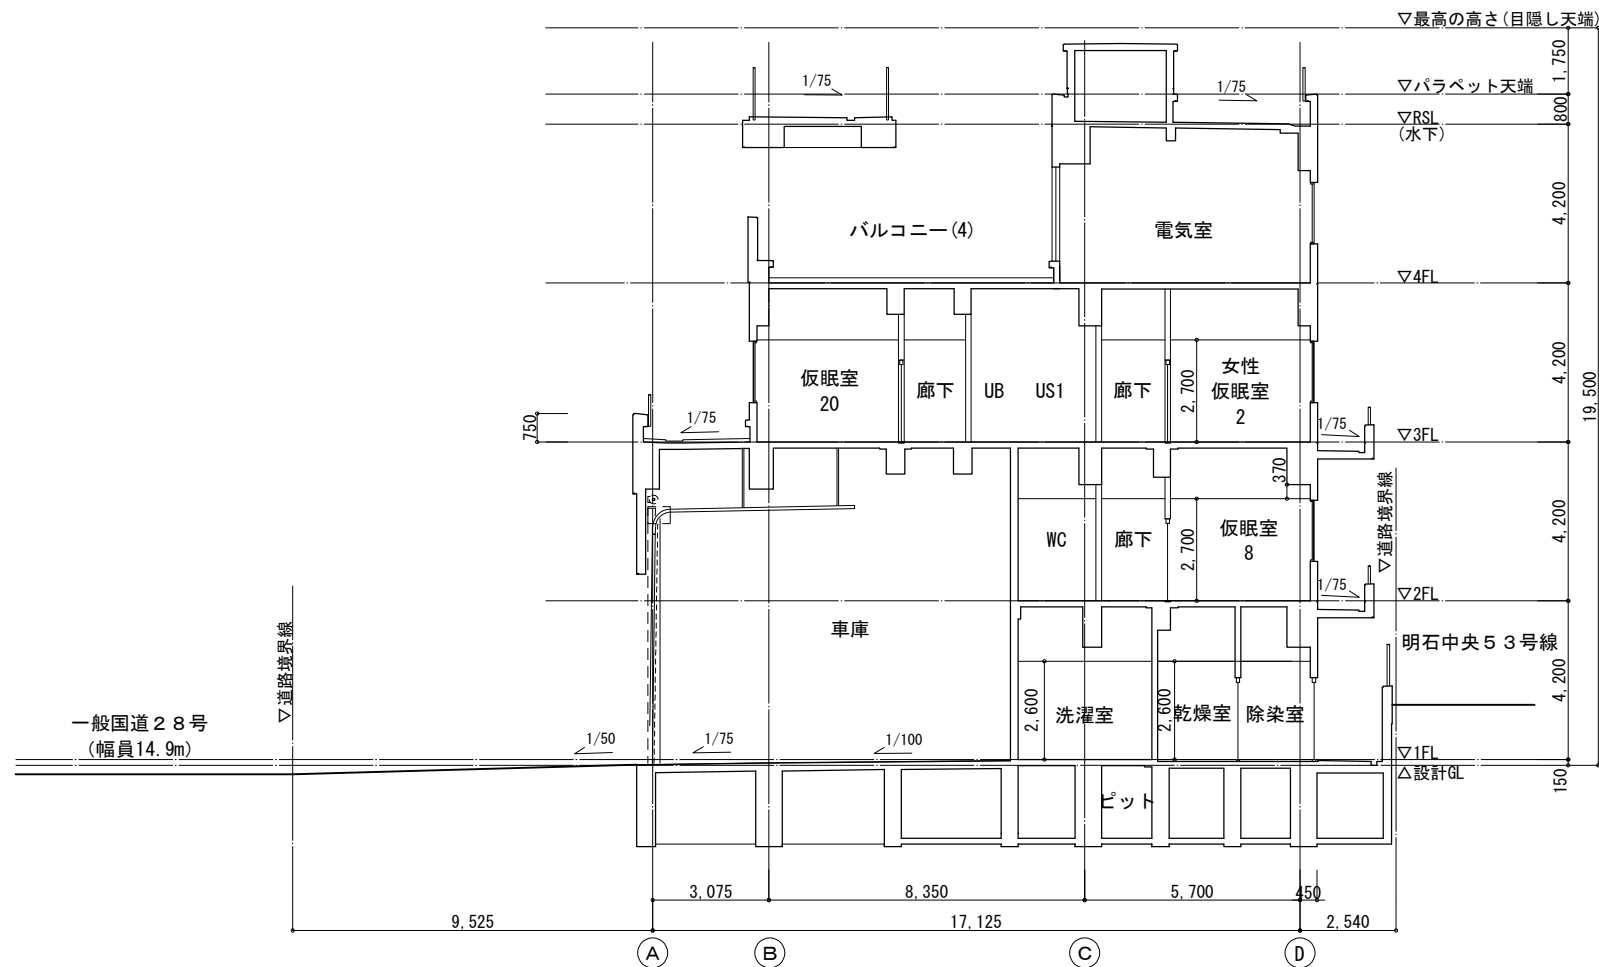 ▽最高の高さ(目隠し天端)
1,750
1/75
1/75
▽パラペット天端
800
▽RSL
(水下)
4,200
バルコニー(4)
電気室
▽4FL
4,200
19,500
仮眠室
20
廊下
UB
US1
廊下
2,700
女性
仮眠室
2
750
1/75
1/75
▽3FL
370
▽道路境界線
4,200
WC
廊下
2,700
仮眠室
8
1/75
▽2FL
車庫
明石中央53号線
4,200
▽道路境界線
2,600
洗濯室
2,600
乾燥室
除染室
一般国道28号
(幅員14.9m)
1/50
1/75
1/100
▽1FL
△設計GL
150
ピット
3,075
8,350
5,700
450
9,525
17,125
2,540
A
B
C
D